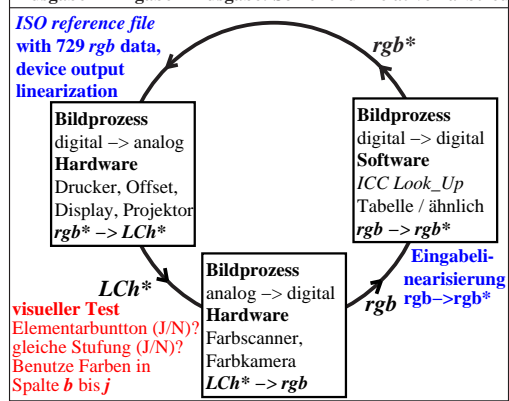 ISO reference file
with 729 rgb data,
device output
linearization
rgb*
Bildprozess
digital –> analog
Hardware
Drucker, Offset,
Display, Projektor
rgb* –> LCh*
Bildprozess
digital –> digital
Software
ICC Look_Up
Tabelle / ähnlich
rgb –> rgb*
LCh*
Bildprozess
analog –> digital
Hardware
Farbscanner,
Farbkamera
LCh* –> rgb
rgb
Eingabeli-
nearisierung
rgb–>rgb*
visueller Test
Elementarbuntton (J/N)?
gleiche Stufung (J/N)?
Benutze Farben in
Spalte b bis j